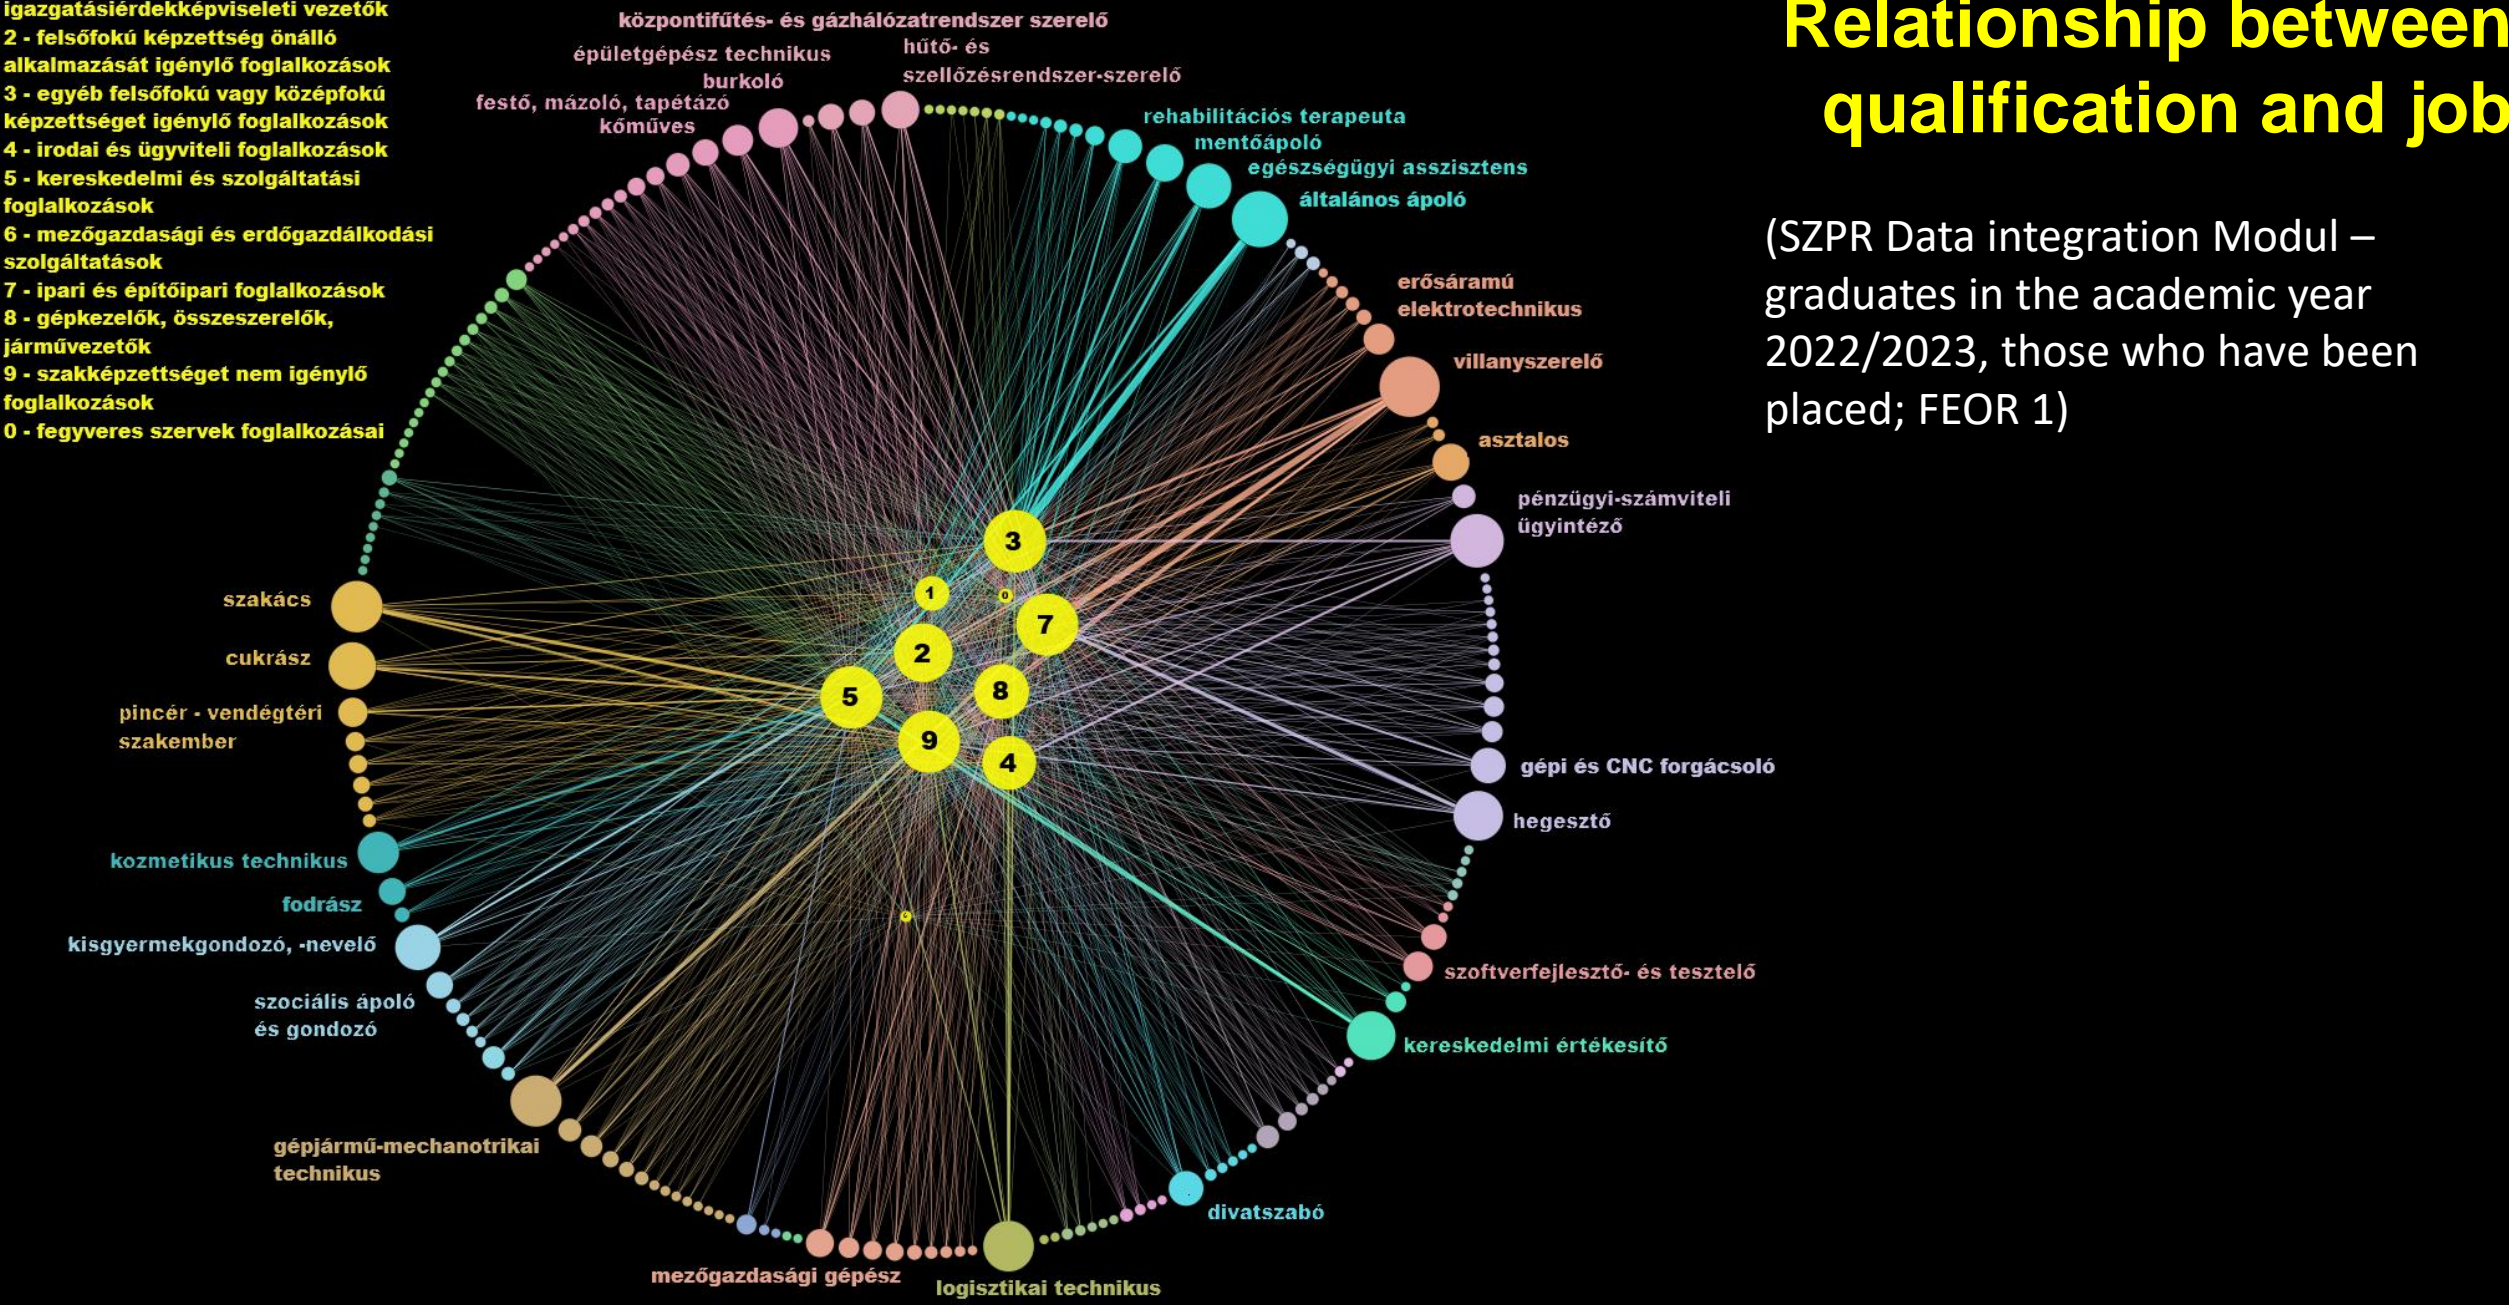 igazgatásiérdekképviseleti vezetők
2 - felsőfokú képzettség önálló
alkalmazását igénylő foglalkozások
3 - egyéb felsőfokú vagy középfokú
képzettséget igénylő foglalkozások
4 - irodai és ügyviteli foglalkozások
5 - kereskedelmi és szolgáltatási
foglalkozások
6 - mezőgazdasági és erdőgazdálkodási
szolgáltatások
7 - ipari és építőipari foglalkozások
8 - gépkezelők, összeszerelők,
járművezetők
9 - szakképzettséget nem igénylő
foglalkozások
0 - fegyveres szervek foglalkozásai
központifűtés- és gázhálózatrendszer szerelő
épületgépész technikus
hűtő- és
szellőzésrendszer-szerelő
burkoló
festő, mázoló, tapétázó
kőműves
rehabilitációs terapeuta
mentőápoló
egészségügyi asszisztens
általános ápoló
erősáramú
elektrotechnikus
villanyszerelő
asztalos
pénzügyi-számviteli
ügyintéző
gépi és CNC forgácsoló
hegesztő
szoftverfejlesztő- és tesztelő
kereskedelmi értékesítő
divatszabó
logisztikai technikus
mezőgazdasági gépész
gépjármű-mechanotrikai
technikus
szociális ápoló
és gondozó
kisgyermekgondozó, -nevelő
fodrász
kozmetikus technikus
pincér - vendégtéri
szakember
cukrász
szakács
3
1
0
7
2
5
8
9
4
Relationship between
qualification and job
(SZPR Data integration Modul –
graduates in the academic year
2022/2023, those who have been
placed; FEOR 1)